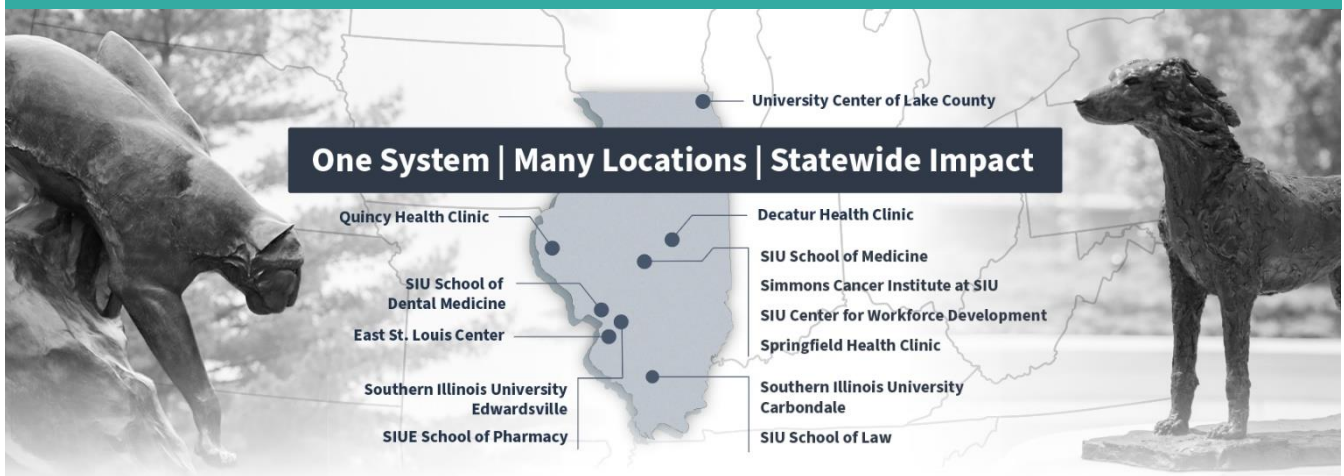 University Center of Lake County
One System | Many Locations | Statewide Impact
Quincy Health Clinic
Decatur Health Clinic
SIU School of Medicine
Simmons Cancer Institute at SIU
SIU School of
Dental Medicine
SIU Center for Workforce Development
East St. Louis Center
Springfield Health Clinic
Southern Illinois University
Edwardsville
Southern Illinois University
Carbondale
SIUE School of Pharmacy
SIU School of Law